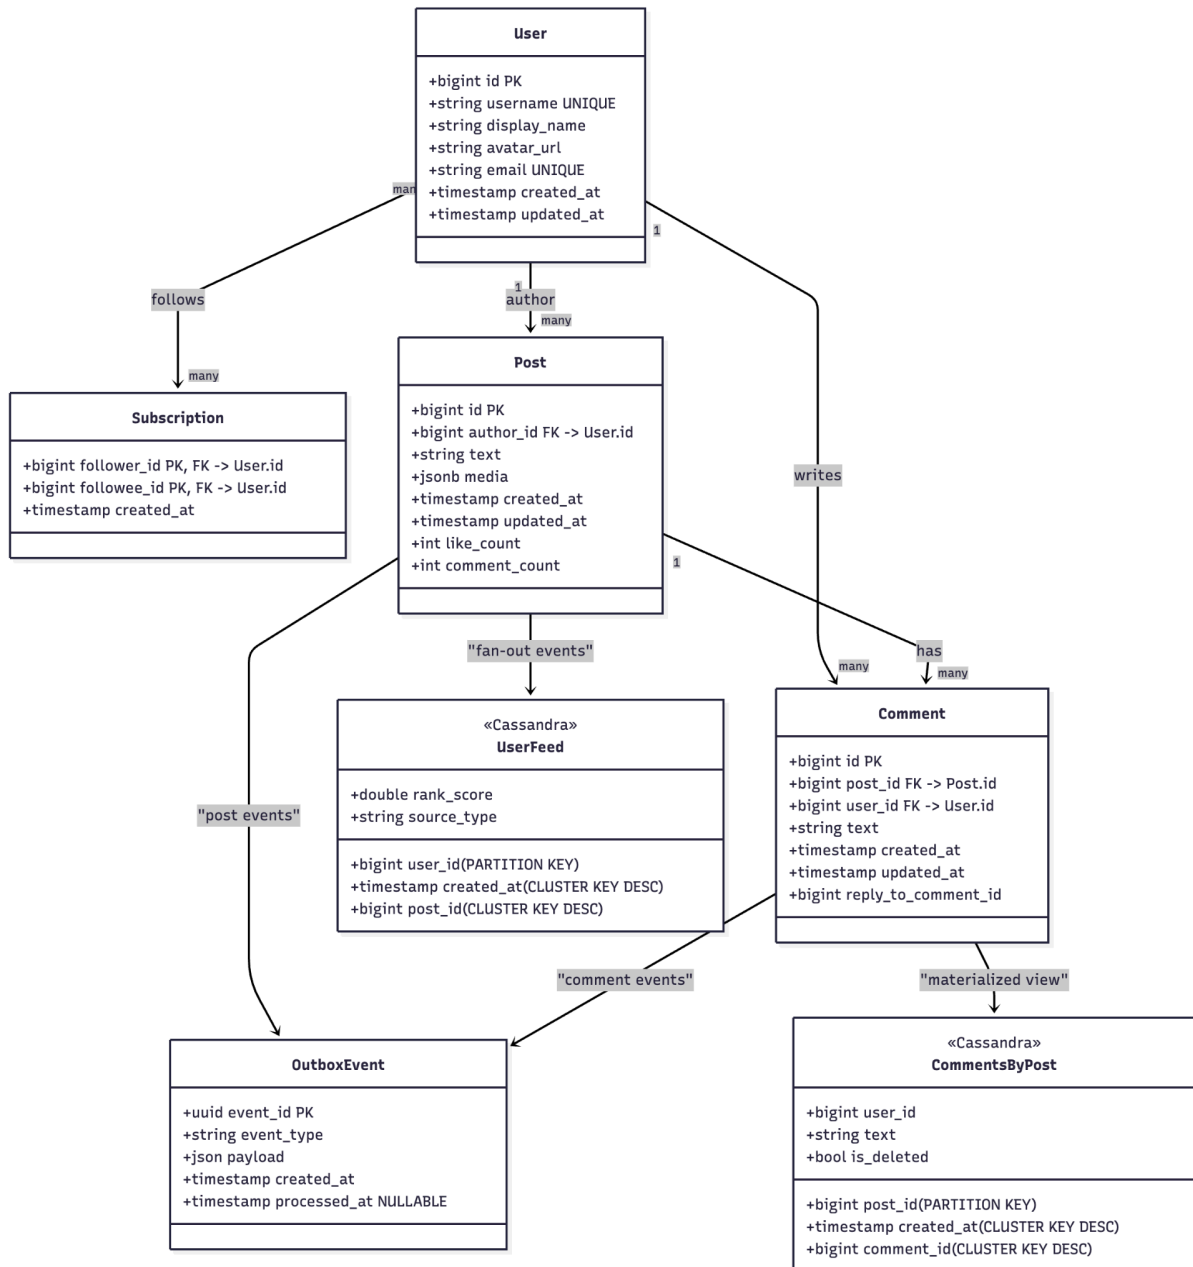 User
+bigint id PK
+string username UNIQUE
+string display_name
+string avatar_url
+string email UNIQUE
+timestamp created_at
+timestamp updated_at
man
1
1
follows
author
many
many
Post
+bigint id PK
+bigint author_id FK -> User.id
+string text
+jsonb media
+timestamp created_at
+timestamp updated_at
+int like_count
+int comment_count
Subscription
+bigint follower_id PK, FK -> User.id
+bigint followee_id PK, FK -> User.id
+timestamp created_at
writes
1
"fan-out events"
has
many
many
«Cassandra»
UserFeed
+double rank_score
+string source_type
+bigint user_id(PARTITION KEY)
+timestamp created_at(CLUSTER KEY DESC)
+bigint post_id(CLUSTER KEY DESC)
Comment
+bigint id PK
+bigint post_id FK -> Post.id
+bigint user_id FK -> User.id
+string text
+timestamp created_at
+timestamp updated_at
+bigint reply_to_comment_id
"post events"
"comment events"
"materialized view"
OutboxEvent
+uuid event_id PK
+string event_type
+json payload
+timestamp created_at
+timestamp processed_at NULLABLE
«Cassandra»
CommentsByPost
+bigint user_id
+string text
+bool is_deleted
+bigint post_id(PARTITION KEY)
+timestamp created_at(CLUSTER KEY DESC)
+bigint comment_id(CLUSTER KEY DESC)